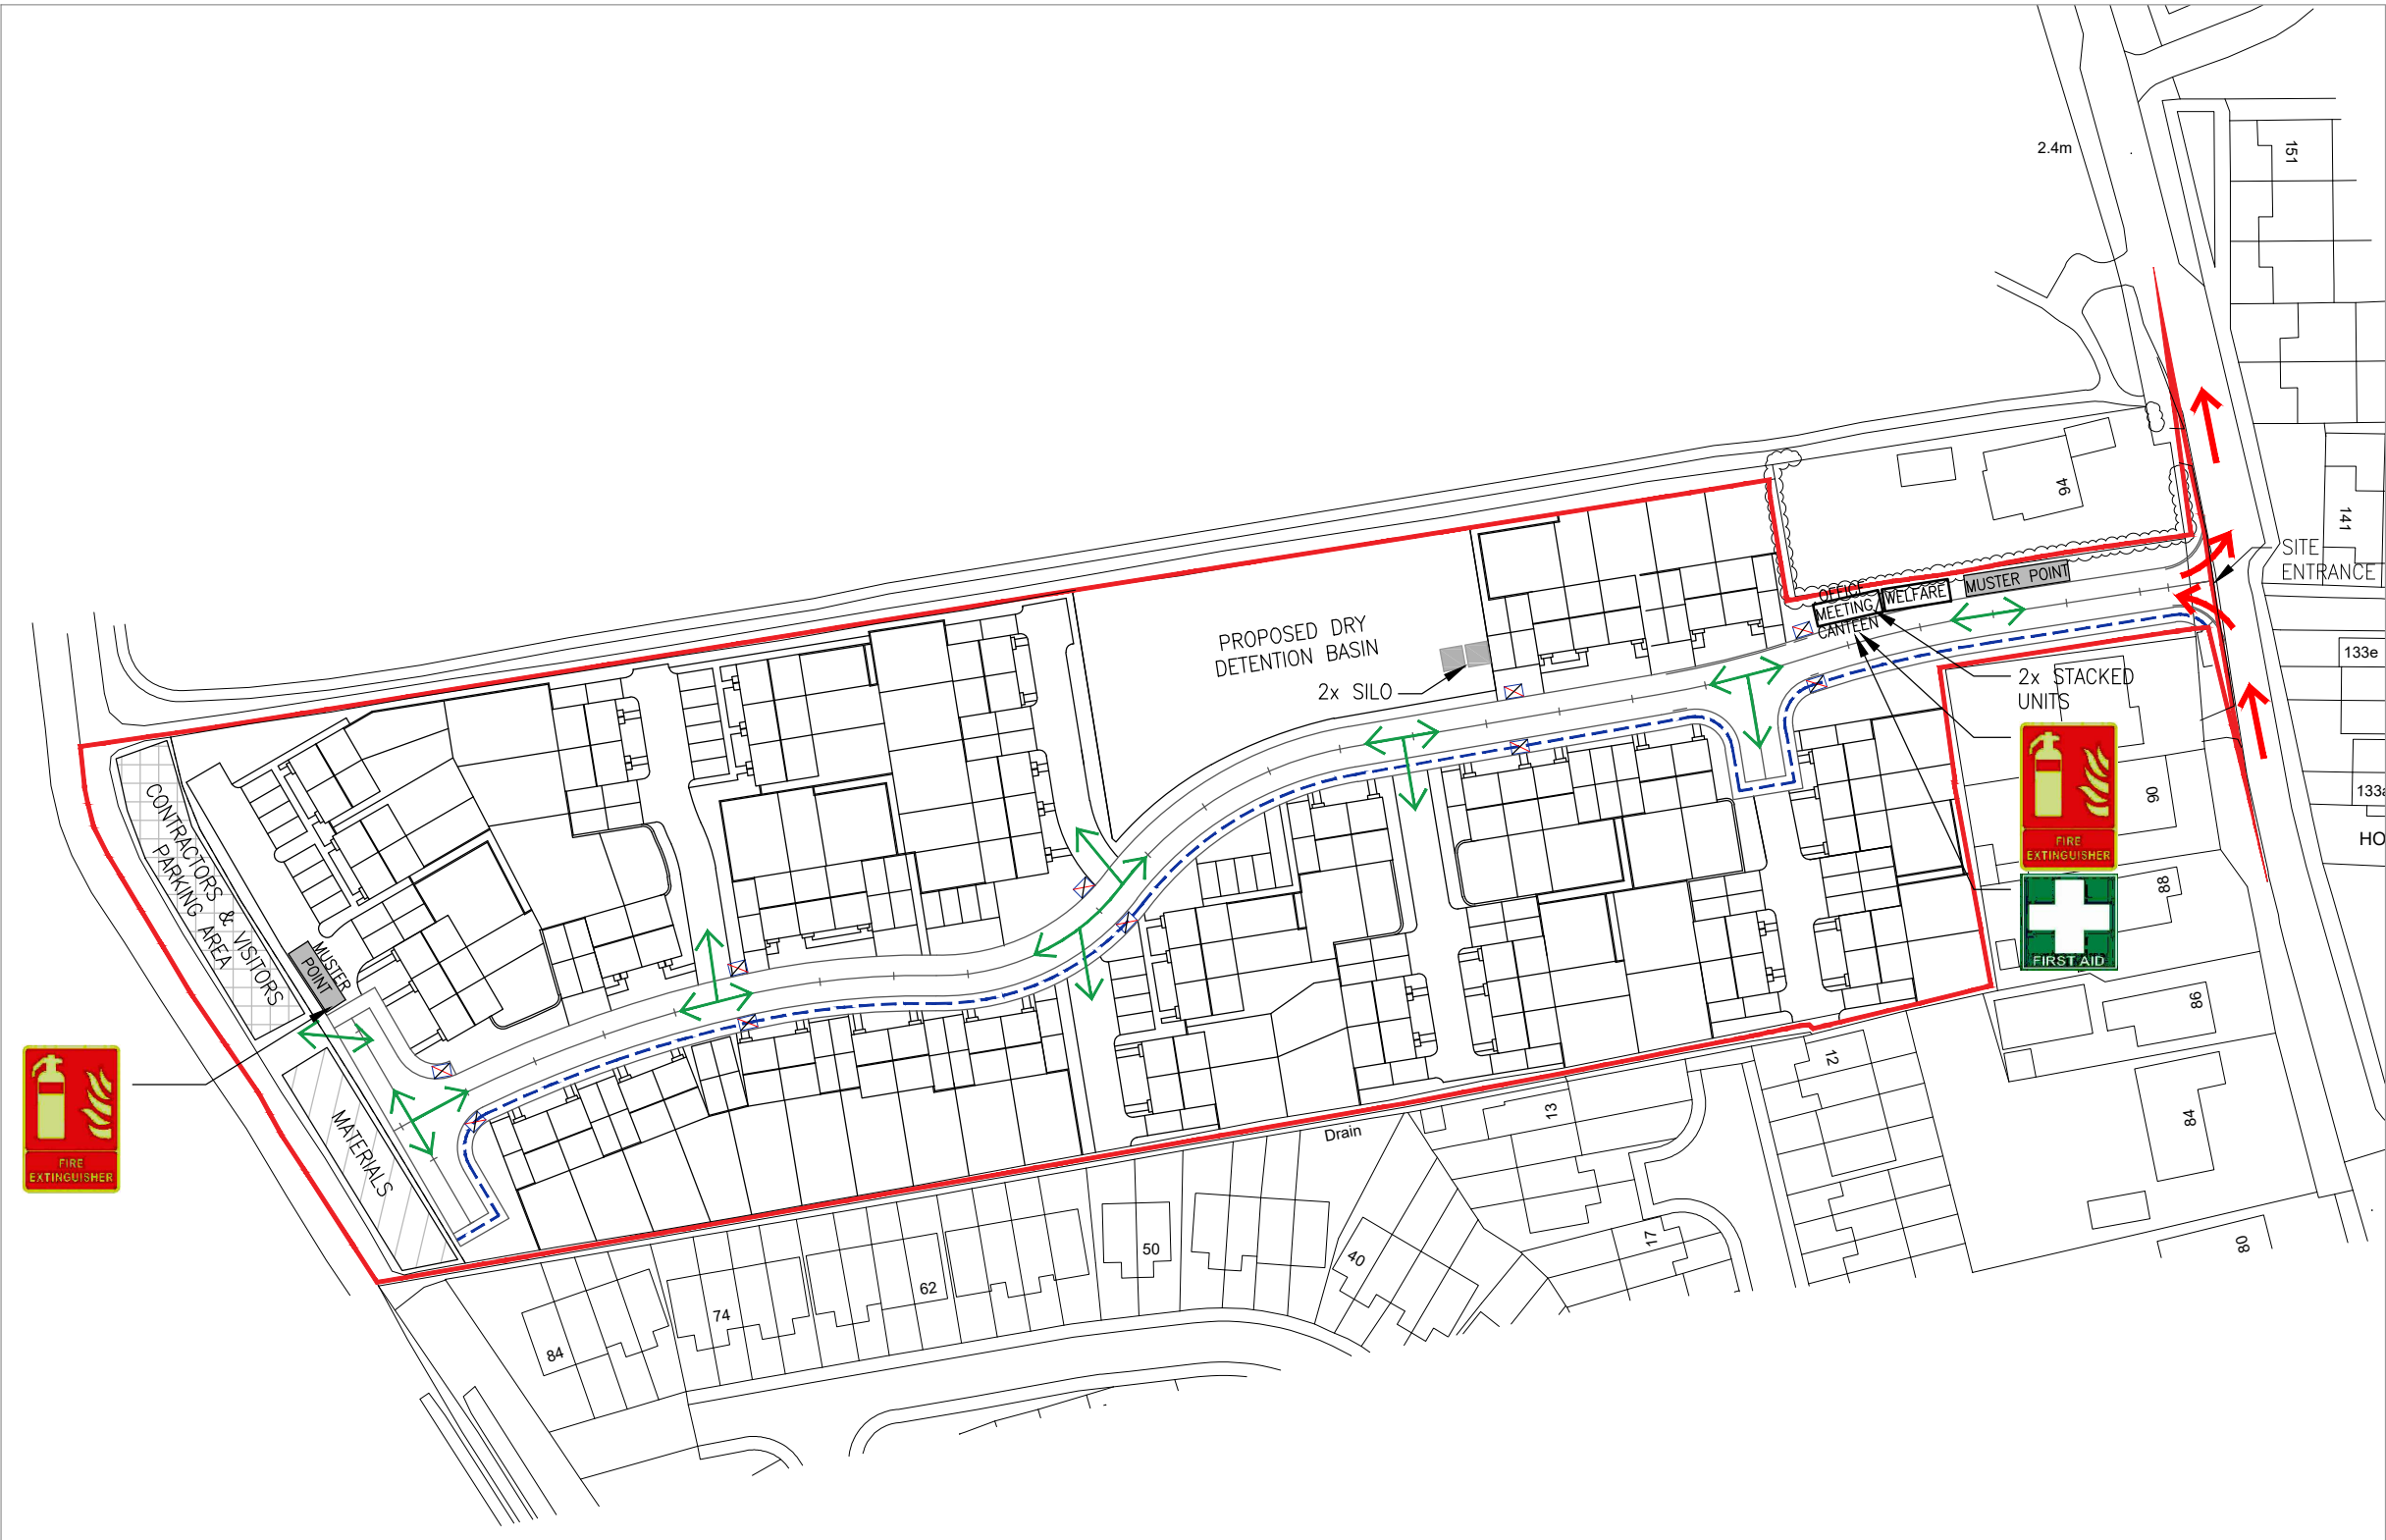 2.4m
151
94
141
SITE
ENTRANCE
MUSTER POINT
OFFICE
MEETING
CANTEEN
WELFARE
PROPOSED DRY
DETENTION BASIN
2x SILO
133e
2x STACKED
UNITS
FIRE
EXTINGUISHER
90
HO
88
FIRST AID
CONTRACTORS & VISITORS
PARKING AREA
MUSTER
POINT
MATERIALS
FIRE
EXTINGUISHER
86
84
80
12
13
17
Drain
40
50
62
74
84